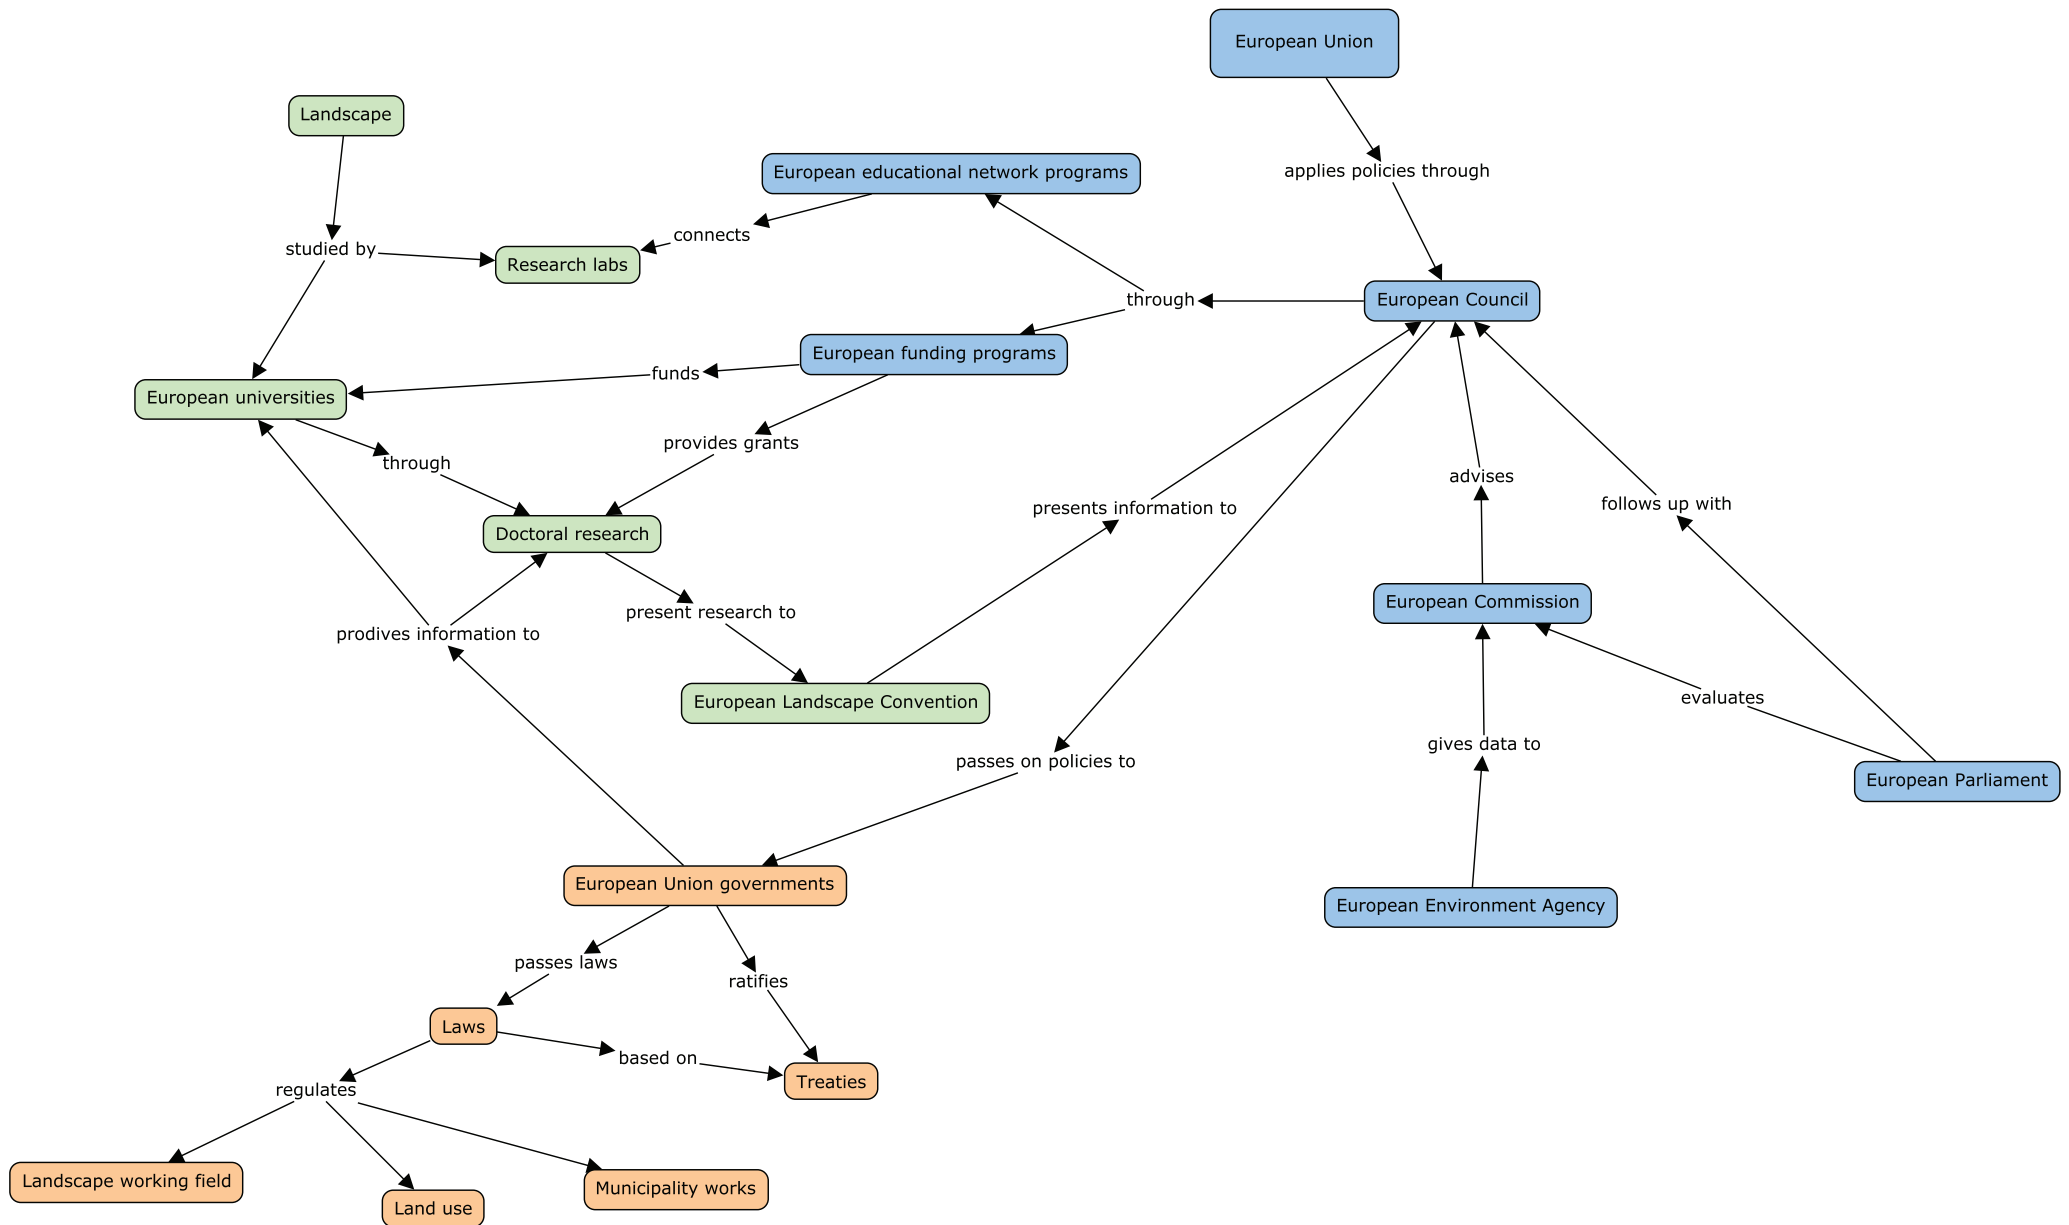 European Union
Landscape
European educational network programs
applies policies through
connects
studied by
Research labs
through
European Council
European funding programs
funds
European universities
provides grants
through
advises
follows up with
presents information to
Doctoral research
European Commission
present research to
prodives information to
evaluates
European Landscape Convention
gives data to
passes on policies to
European Parliament
European Union governments
European Environment Agency
passes laws
ratifies
Laws
based on
Treaties
regulates
Landscape working field
Municipality works
Land use